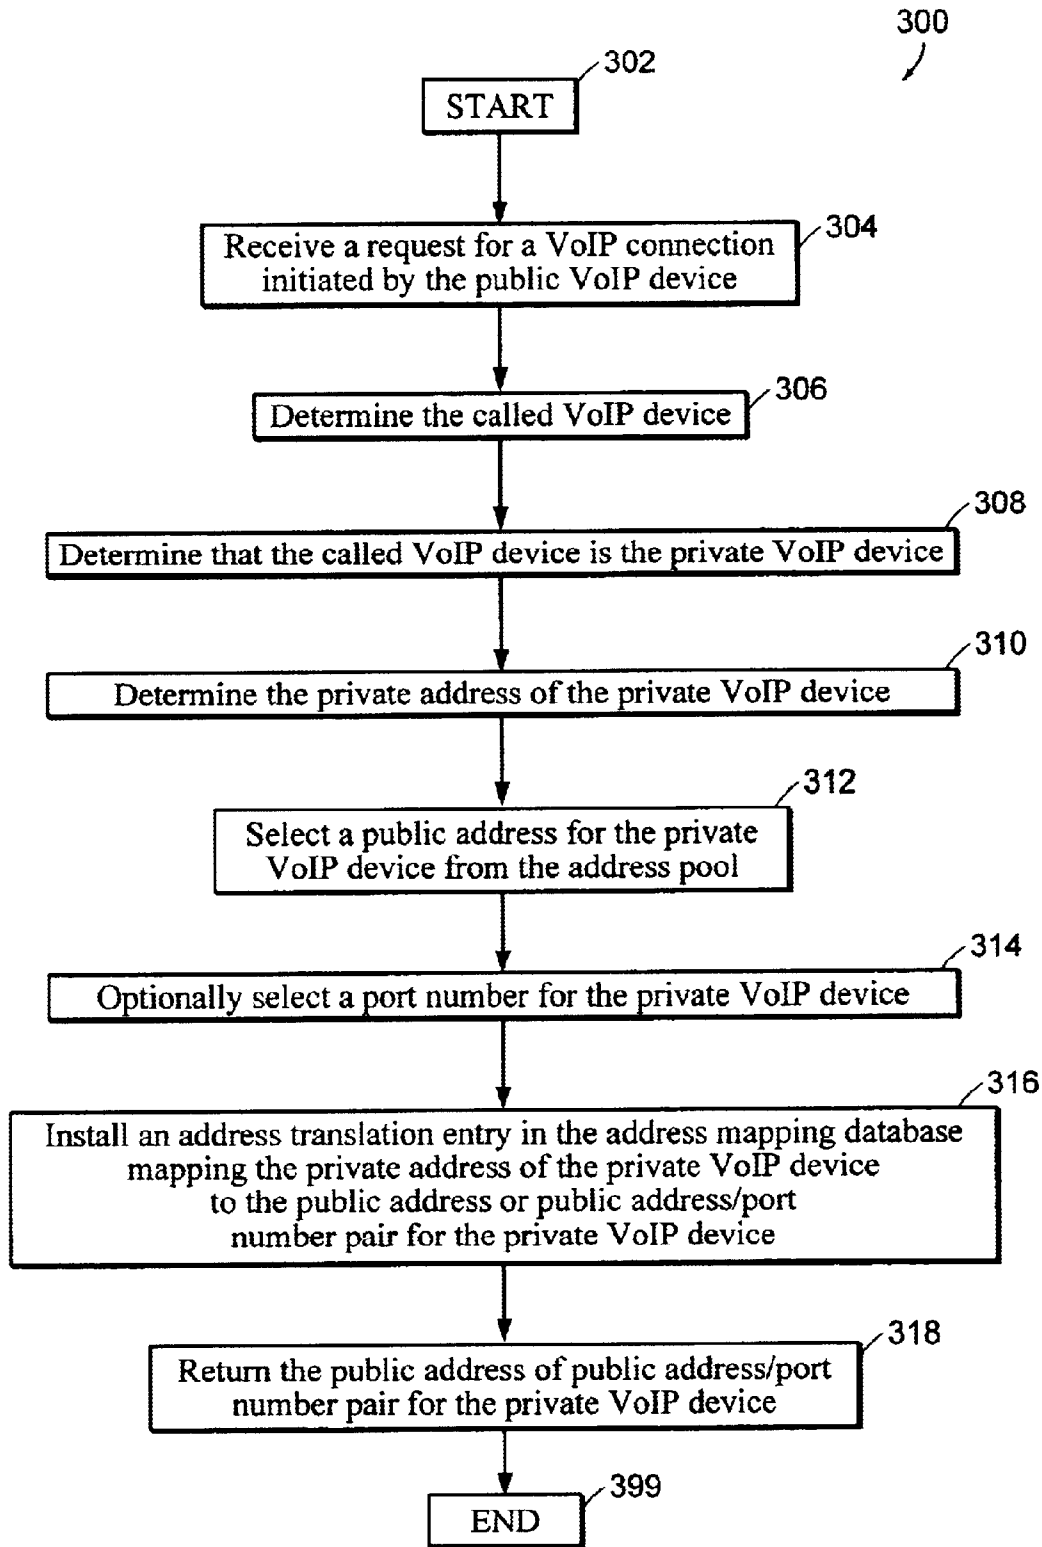 300
302
START
304
Receive a request for a VoIP connection
initiated by the public VoIP device
306
Determine the called VoIP device
308
Determine that the called VoIP device is the private VoIP device
310
Determine the private address of the private VoIP device
312
Select a public address for the private
VoIP device from the address pool
314
Optionally select a port number for the private VoIP device
316
Install an address translation entry in the address mapping database
mapping the private address of the private VoIP device
to the public address or public address/port
number pair for the private VoIP device
318
Return the public address of public address/port
number pair for the private VoIP device
399
END